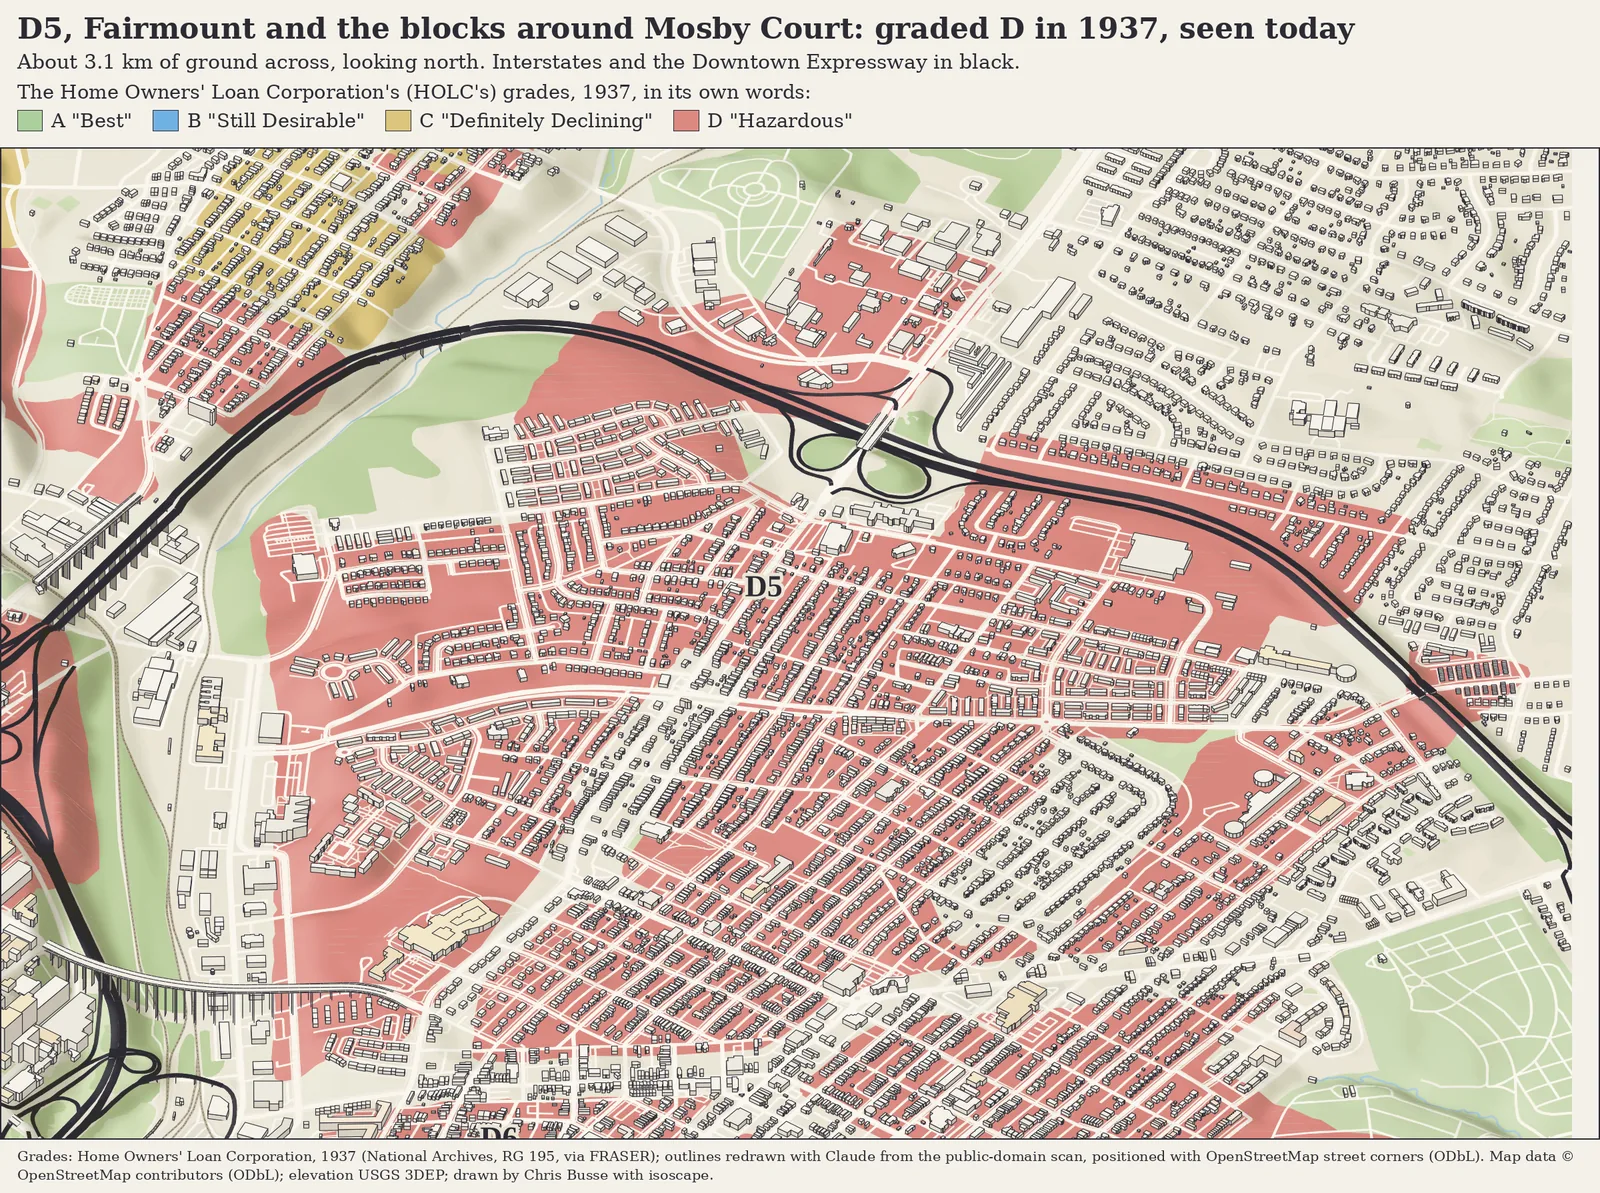 D5, Fairmount and the blocks around Mosby Court: graded D in 1937, seen today
About 3.1 km of ground across, looking north. Interstates and the Downtown Expressway in black.
The Home Owners' Loan Corporation's (HOLC's) grades, 1937, in its own words:
A "Best" B "Still Desirable" C "Definitely Declining" D "Hazardous"
D5
D6
Grades: Home Owners' Loan Corporation, 1937 (National Archives, RG 195, via FRASER); outlines redrawn with Claude from the public-domain scan, positioned with OpenStreetMap street corners (ODbL). Map data ©
OpenStreetMap contributors (ODbL); elevation USGS 3DEP; drawn by Chris Busse with isoscape.